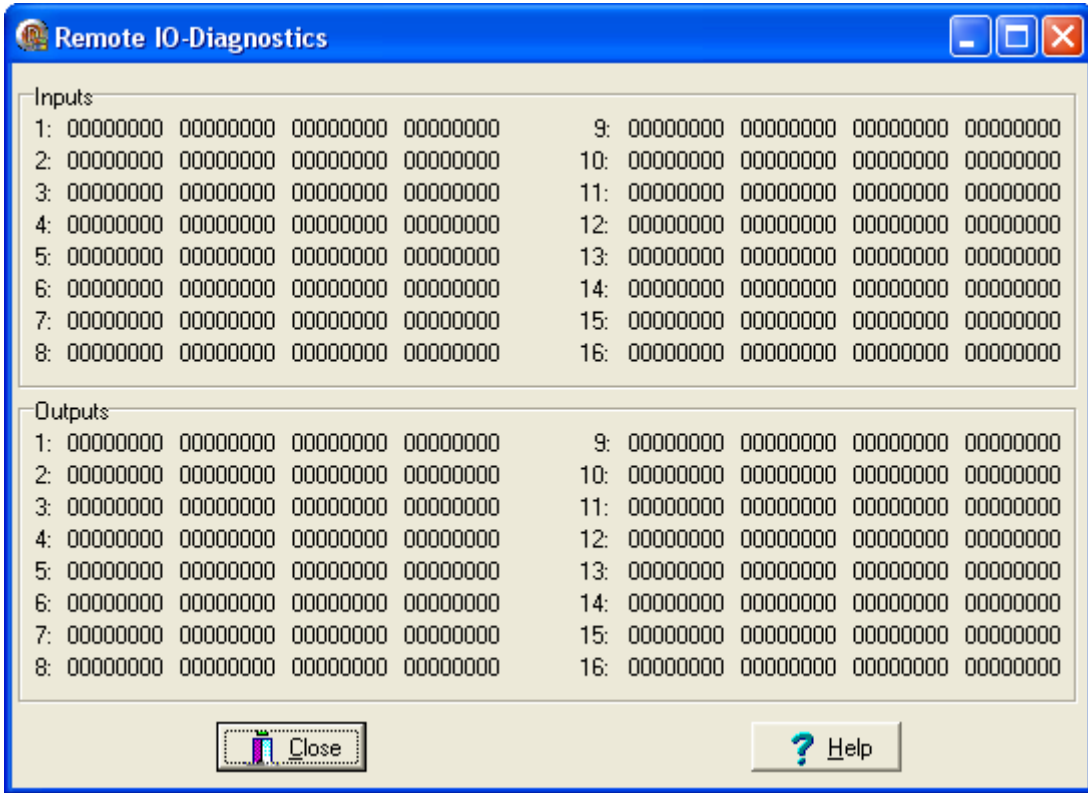 Remote IO-Diagnostics
Inputs
1: 00000000 00000000 00000000 00000000 9: 00000000 00000000 00000000 00000000
2: 00000000 00000000 00000000 00000000 10: 00000000 00000000 00000000 00000000
3: 00000000 00000000 00000000 00000000 11: 00000000 00000000 00000000 00000000
4: 00000000 00000000 00000000 00000000 12: 00000000 00000000 00000000 00000000
5: 00000000 00000000 00000000 00000000 13: 00000000 00000000 00000000 00000000
6: 00000000 00000000 00000000 00000000 14: 00000000 00000000 00000000 00000000
7: 00000000 00000000 00000000 00000000 15: 00000000 00000000 00000000 00000000
8: 00000000 00000000 00000000 00000000 16: 00000000 00000000 00000000 00000000
Outputs
1: 00000000 00000000 00000000 00000000 9: 00000000 00000000 00000000 00000000
2: 00000000 00000000 00000000 00000000 10: 00000000 00000000 00000000 00000000
3: 00000000 00000000 00000000 00000000 11: 00000000 00000000 00000000 00000000
4: 00000000 00000000 00000000 00000000 12: 00000000 00000000 00000000 00000000
5: 00000000 00000000 00000000 00000000 13: 00000000 00000000 00000000 00000000
6: 00000000 00000000 00000000 00000000 14: 00000000 00000000 00000000 00000000
7: 00000000 00000000 00000000 00000000 15: 00000000 00000000 00000000 00000000
8: 00000000 00000000 00000000 00000000 16: 00000000 00000000 00000000 00000000
Close Help